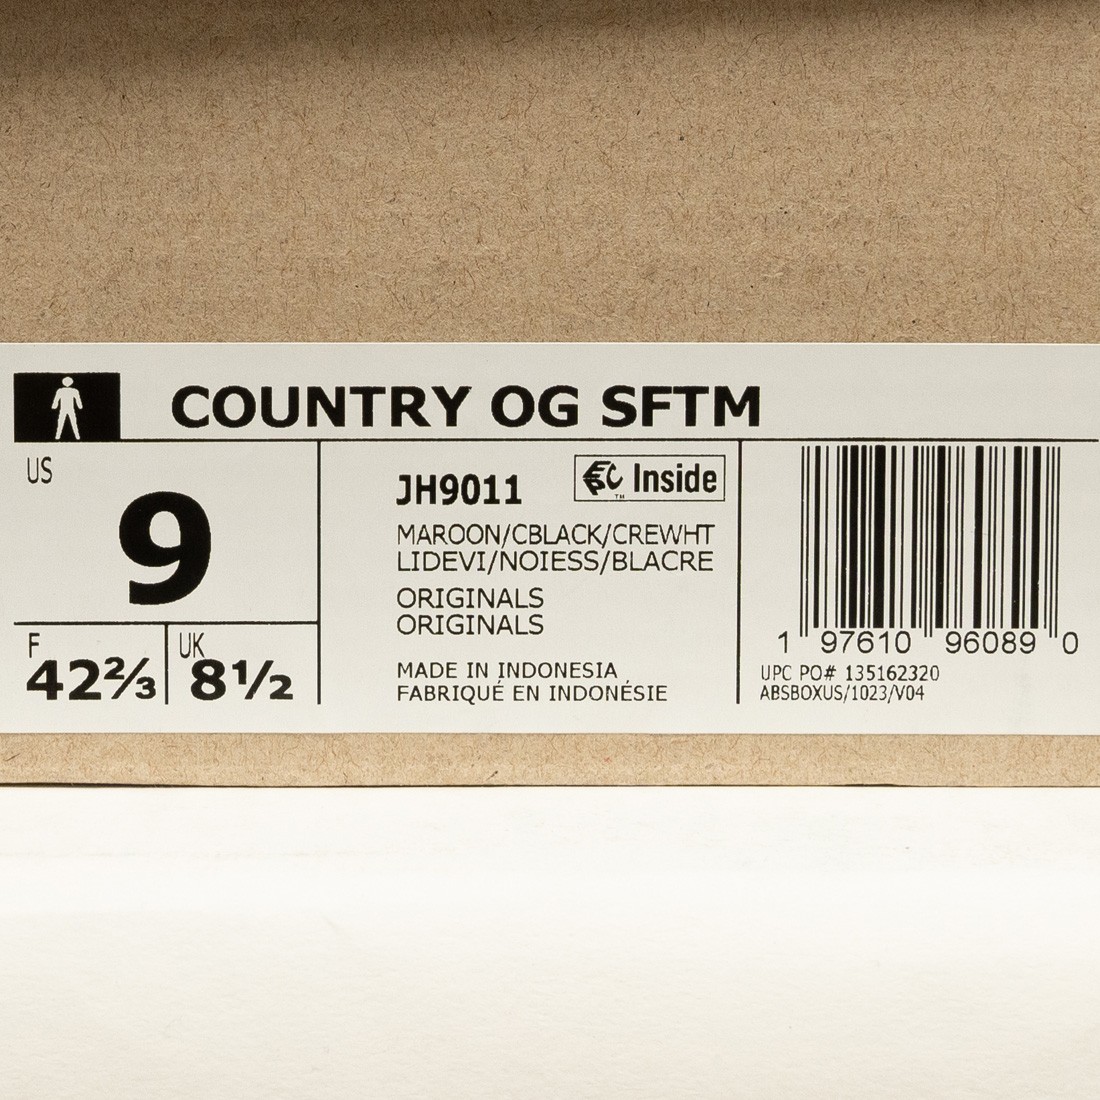 COUNTRY OG SFTM
US
9
F
42⅔
UK
8½
JH9011
Inside
TM
MAROON/CBLACK/CREWHT
LIDEVI/NOIESS/BLACRE
ORIGINALS
ORIGINALS
MADE IN INDONESIA
FABRIQUÉ EN INDONÉSIE
1 97610 96089 0
UPC PO# 135162320
ABSBOXUS/1023/V04